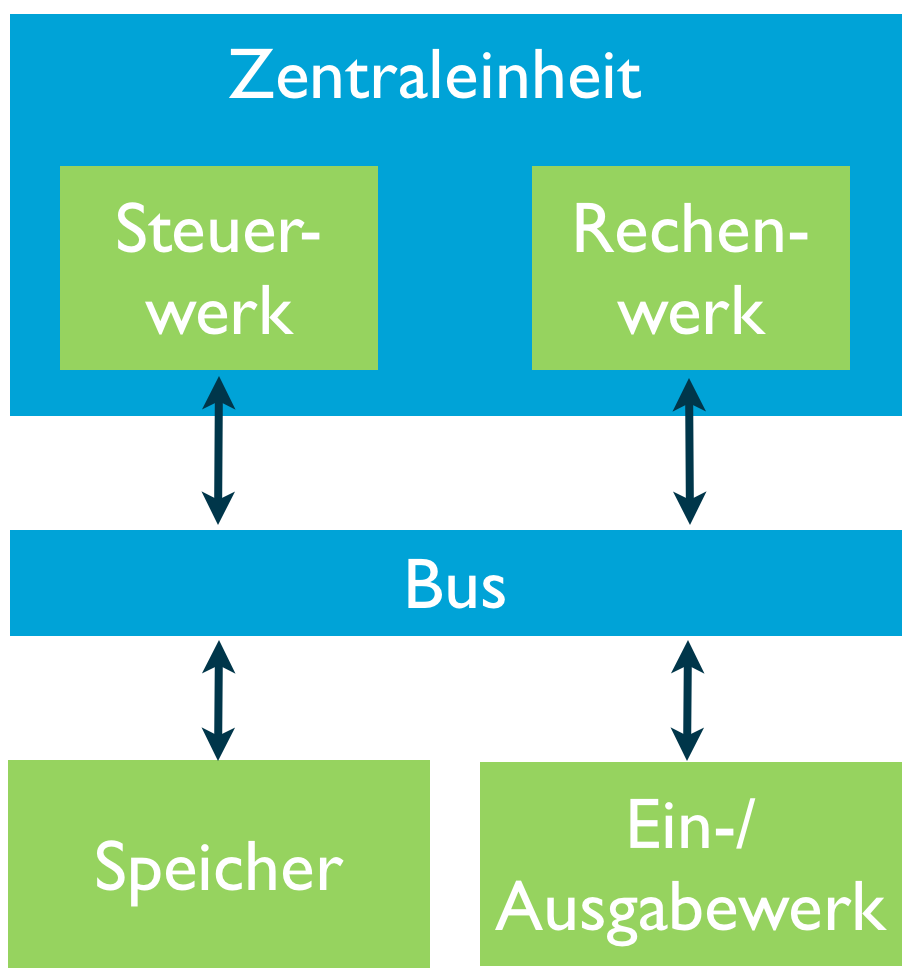 Zentraleinheit
Steuer-
werk
Rechen-
werk
Bus
Speicher
Ein-/
Ausgabewerk